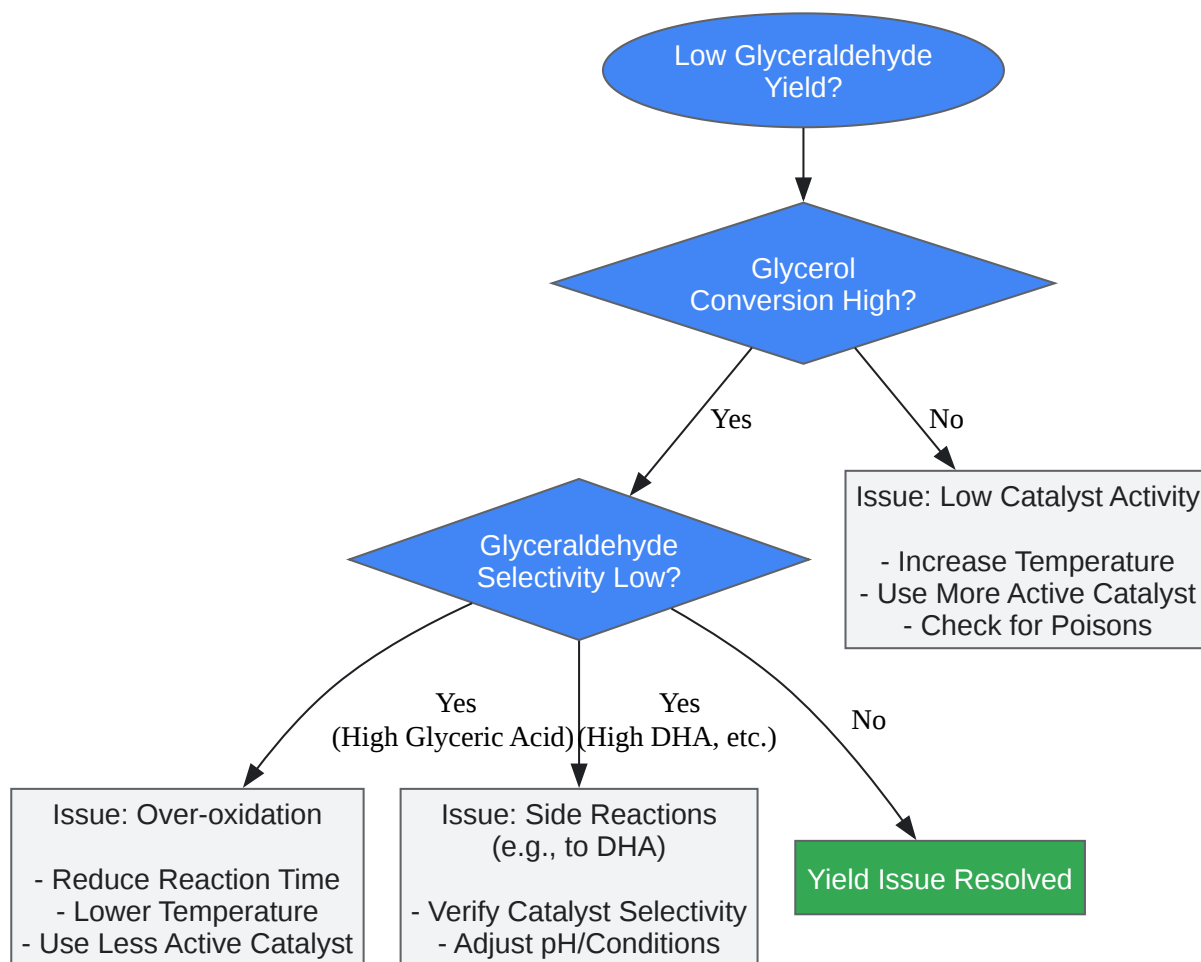 Low Glyceraldehyde
Yield?
Glycerol
Conversion High?
Yes
No
Issue: Low Catalyst Activity
- Increase Temperature
- Use More Active Catalyst
- Check for Poisons
Glyceraldehyde
Selectivity Low?
Yes
(High Glyceric Acid)
Yes
(High DHA, etc.)
No
Issue: Over-oxidation
- Reduce Reaction Time
- Lower Temperature
- Use Less Active Catalyst
Issue: Side Reactions
(e.g., to DHA)
- Verify Catalyst Selectivity
- Adjust pH/Conditions
Yield Issue Resolved